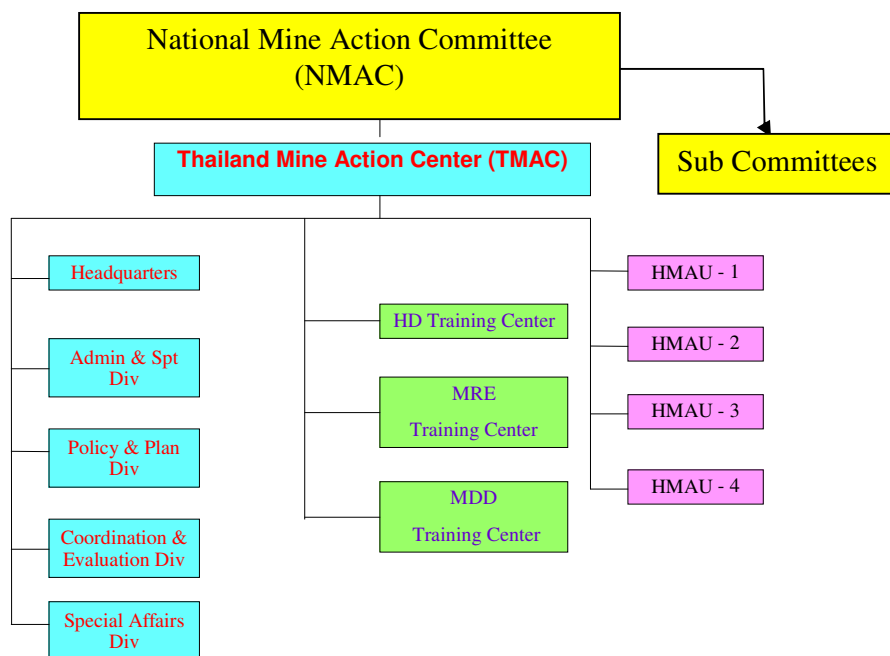 National Mine Action Committee
(NMAC)
Thailand Mine Action Center (TMAC)
Sub Committees
Headquarters
Admin & Spt
Div
Policy & Plan
Div
Coordination &
Evaluation Div
Special Affairs
Div
HD Training Center
MRE
Training Center
MDD
Training Center
HMAU - 1
HMAU - 2
HMAU - 3
HMAU - 4